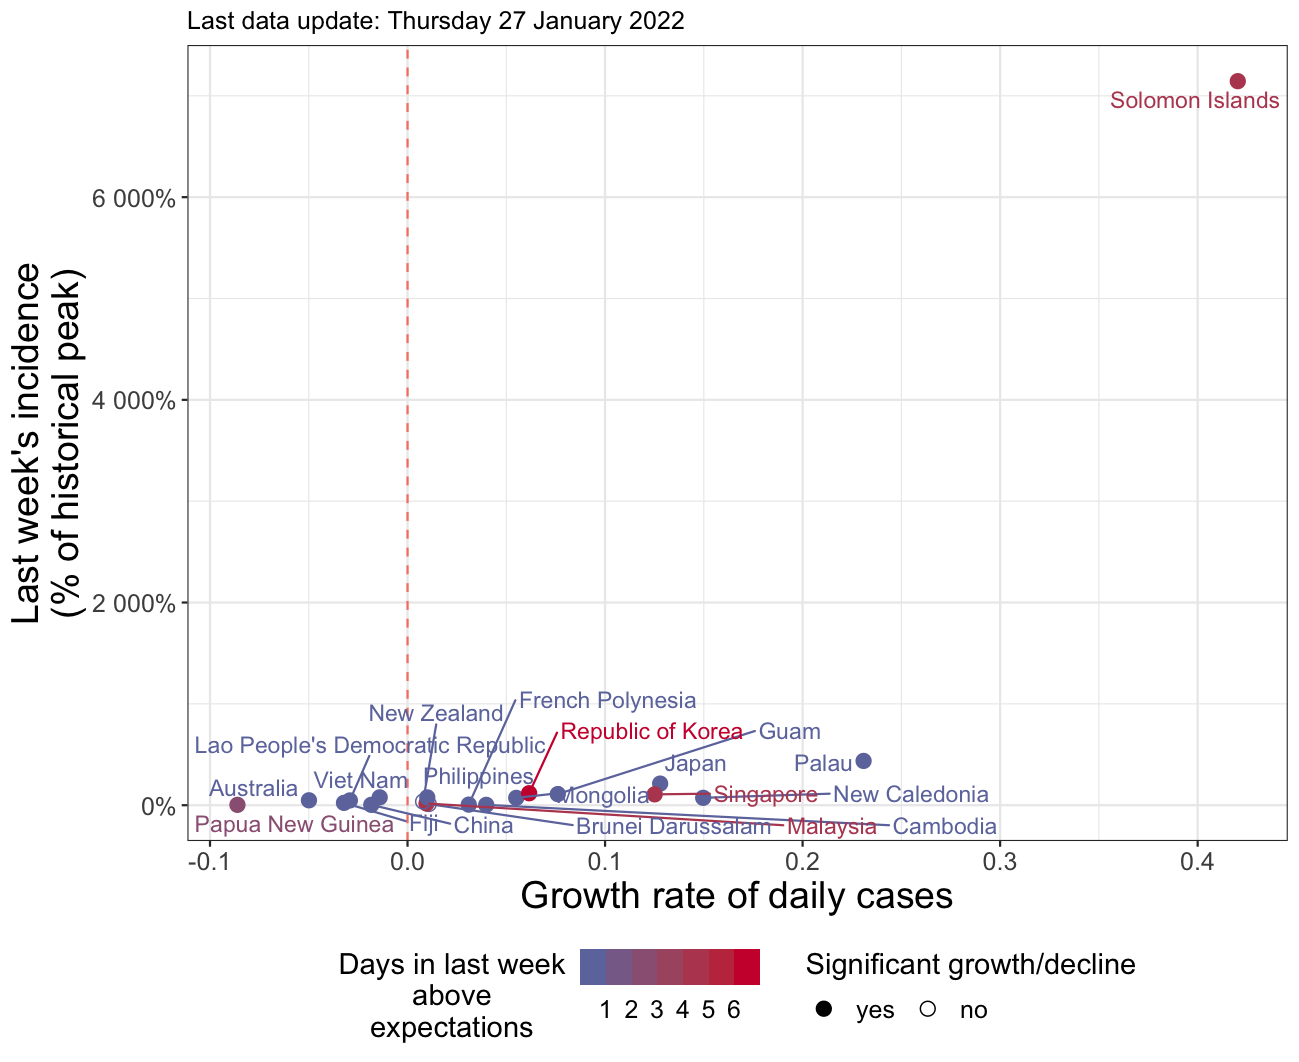 Last data update: Thursday 27 January 2022
Last week's incidence
(% of historical peak)
6 000%
4 000%
2 000%
0%
Solomon Islands
French Polynesia
New Zealand
Republic of Korea
Guam
Lao People's Democratic Republic
Japan
Palau
Philippines
Viet Nam
Australia
Mongolia
Singapore
New Caledonia
Papua New Guinea
Fiji
China
Brunei Darussalam
Malaysia
Cambodia
-0.1
0.0
0.1
0.2
0.3
0.4
Growth rate of daily cases
Days in last week
above
expectations
1 2 3 4 5 6
Significant growth/decline
yes
no